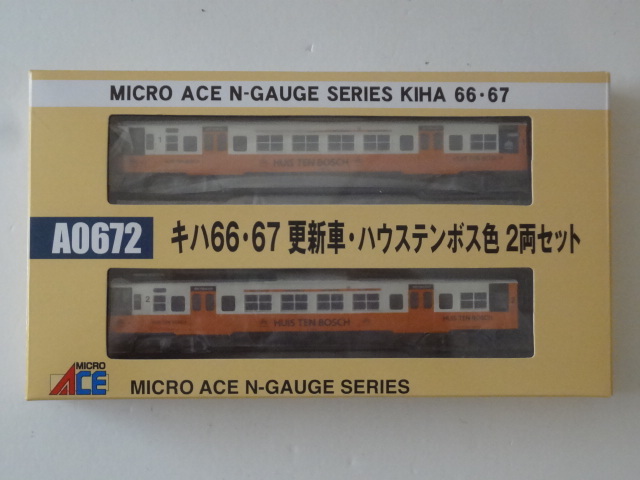 MICRO ACE N-GAUGE SERIES KIHA 66・67
1
HUIS TEN BOSCH
A0672
キハ66・67 更新車・ハウステンボス色 2両セット
2
HUIS TEN BOSCH
MICRO
ACE
MICRO ACE N-GAUGE SERIES